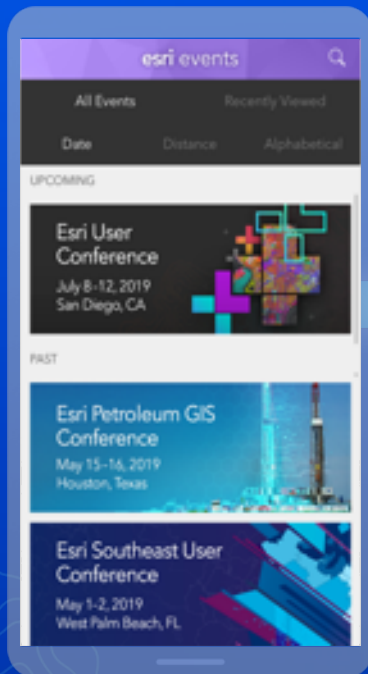 esri events
All Events Recently Viewed
Date Distance Alphabetical
UPCOMING
Esri User
Conference
July 8-12, 2019
San Diego, CA
PAST
Esri Petroleum GIS
Conference
May 15-16, 2019
Houston, Texas
Esri Southeast User
Conference
May 1-2, 2019
West Palm Beach, FL